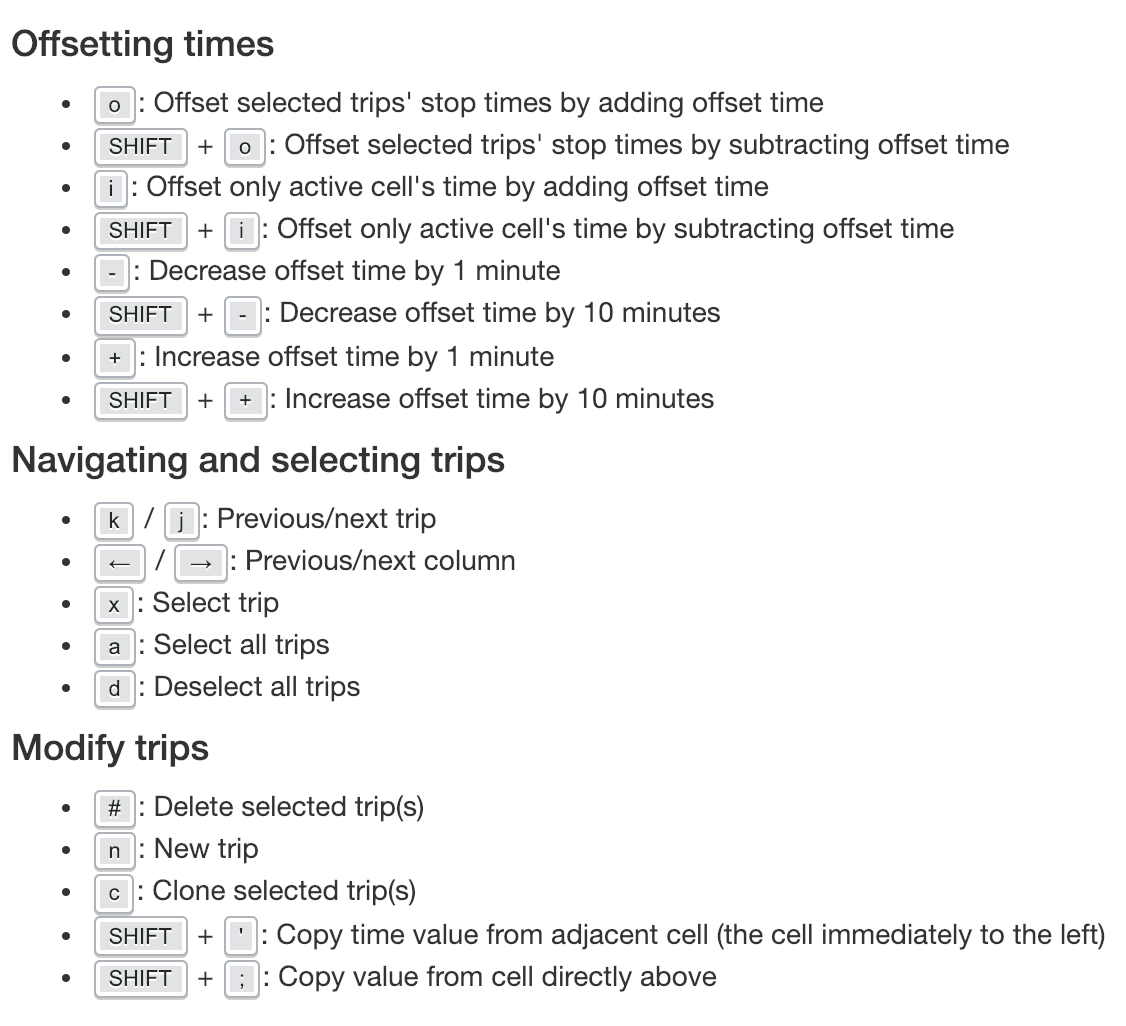 Offsetting times
• o : Offset selected trips' stop times by adding offset time
• SHIFT + o : Offset selected trips' stop times by subtracting offset time
• i : Offset only active cell's time by adding offset time
• SHIFT + i : Offset only active cell's time by subtracting offset time
• - : Decrease offset time by 1 minute
• SHIFT + - : Decrease offset time by 10 minutes
• + : Increase offset time by 1 minute
• SHIFT + + : Increase offset time by 10 minutes
Navigating and selecting trips
• k / j : Previous/next trip
• ← / → : Previous/next column
• x : Select trip
• a : Select all trips
• d : Deselect all trips
Modify trips
• # : Delete selected trip(s)
• n : New trip
• c : Clone selected trip(s)
• SHIFT + ' : Copy time value from adjacent cell (the cell immediately to the left)
• SHIFT + ; : Copy value from cell directly above